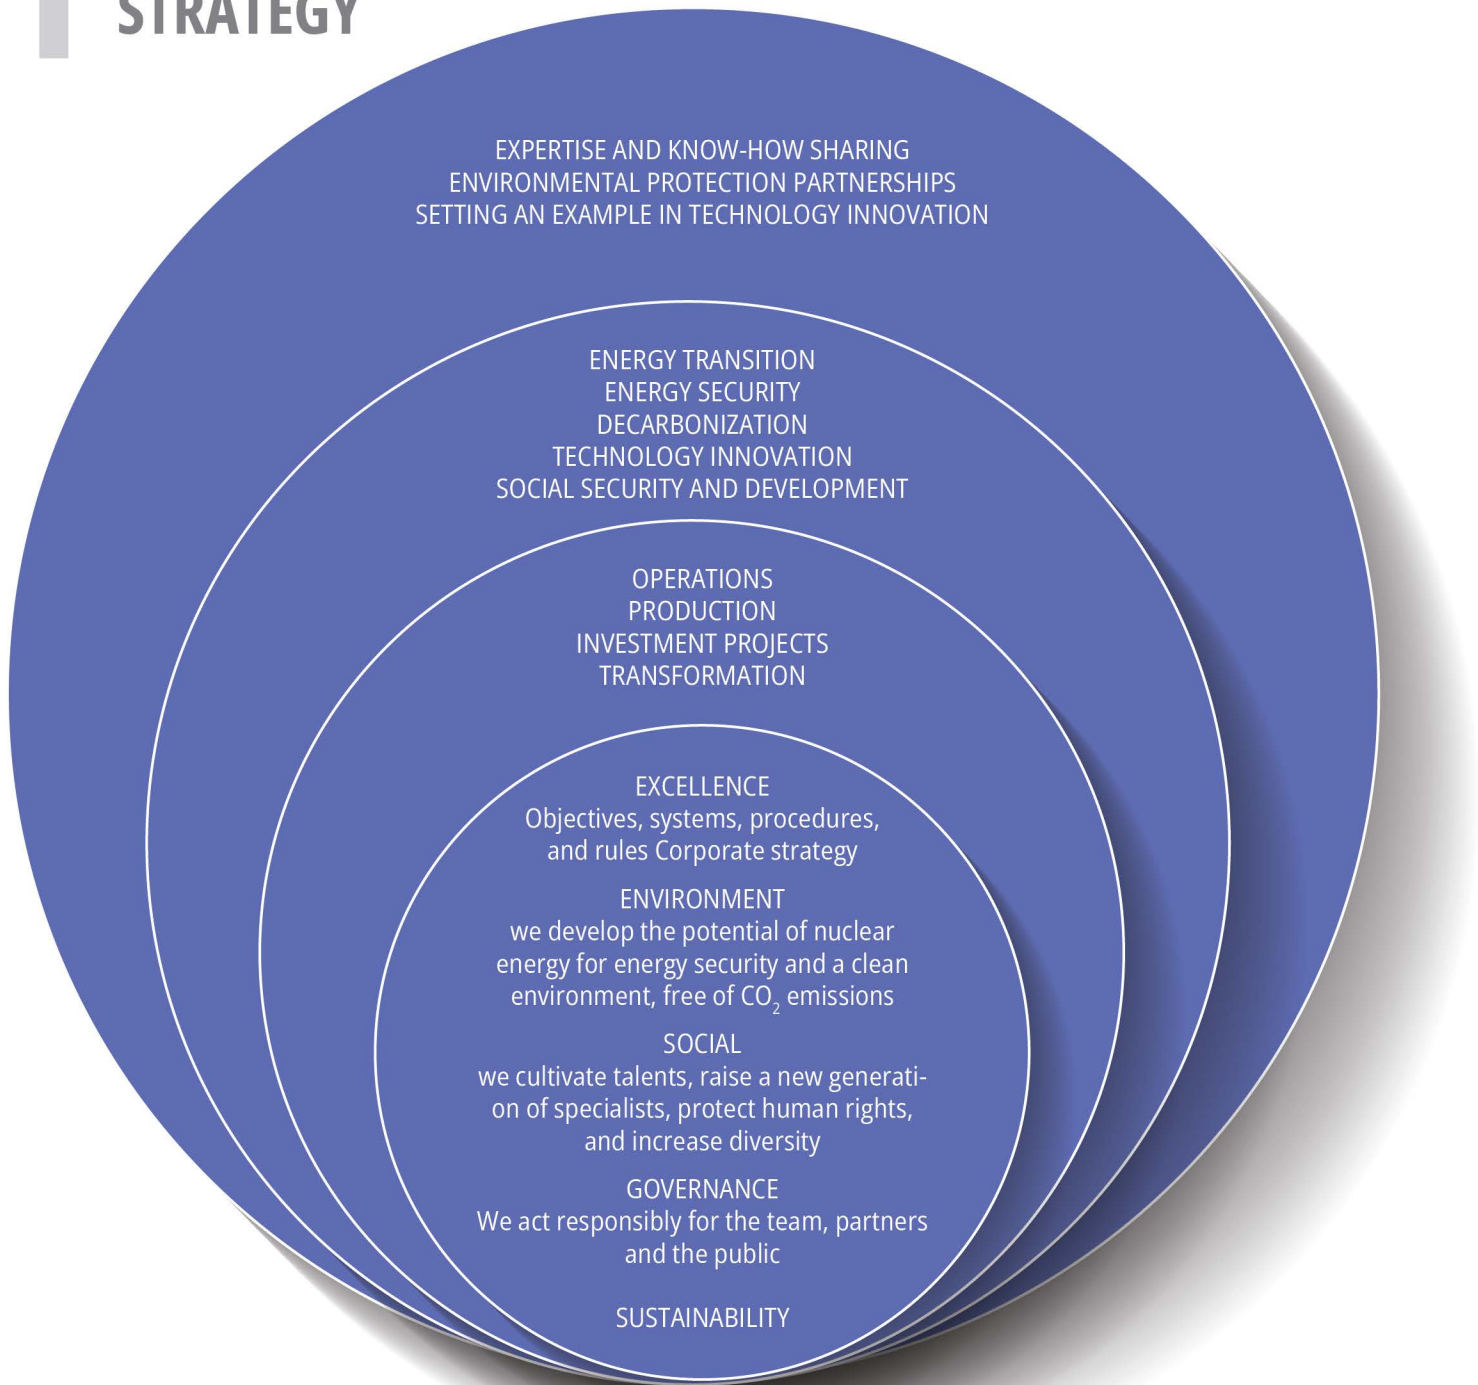 STRATEGY
EXPERTISE AND KNOW-HOW SHARING
ENVIRONMENTAL PROTECTION PARTNERSHIPS
SETTING AN EXAMPLE IN TECHNOLOGY INNOVATION
ENERGY TRANSITION
ENERGY SECURITY
DECARBONIZATION
TECHNOLOGY INNOVATION
SOCIAL SECURITY AND DEVELOPMENT
OPERATIONS
PRODUCTION
INVESTMENT PROJECTS
TRANSFORMATION
EXCELLENCE
Objectives, systems, procedures,
and rules Corporate strategy
ENVIRONMENT
we develop the potential of nuclear
energy for energy security and a clean
environment, free of CO₂ emissions
SOCIAL
we cultivate talents, raise a new generati-
on of specialists, protect human rights,
and increase diversity
GOVERNANCE
We act responsibly for the team, partners
and the public
SUSTAINABILITY